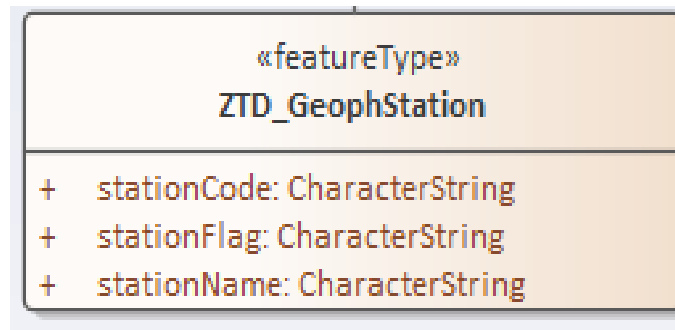 «featureType»
ZTD_GeophStation
+ stationCode: CharacterString
+ stationFlag: CharacterString
+ stationName: CharacterString